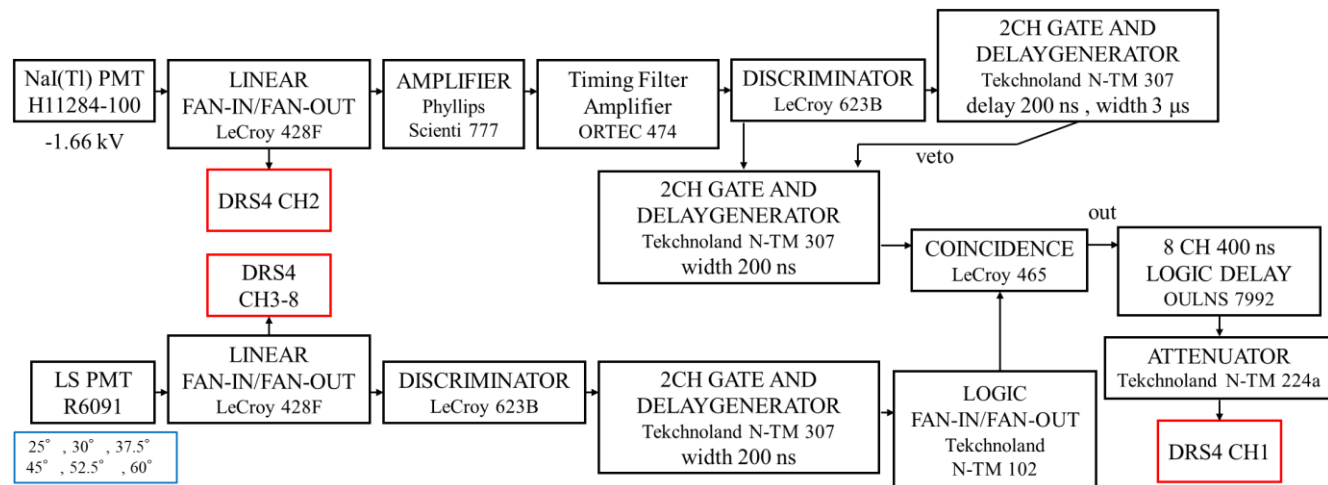 NaI(Tl) PMT
H11284-100
-1.66 kV
LINEAR
FAN-IN/FAN-OUT
LeCroy 428F
DRS4 CH2
AMPLIFIER
Phyllips
Scienti 777
Timing Filter
Amplifier
ORTEC 474
DISCRIMINATOR
LeCroy 623B
2CH GATE AND
DELAYGENERATOR
Tekchnoland N-TM 307
delay 200 ns , width 3 μs
veto
2CH GATE AND
DELAYGENERATOR
Tekchnoland N-TM 307
width 200 ns
COINCIDENCE
LeCroy 465
out
8 CH 400 ns
LOGIC DELAY
OULNS 7992
ATTENUATOR
Tekchnoland N-TM 224a
DRS4 CH1
DRS4
CH3-8
LS PMT
R6091
25° , 30° , 37.5°
45° , 52.5° , 60°
LINEAR
FAN-IN/FAN-OUT
LeCroy 428F
DISCRIMINATOR
LeCroy 623B
2CH GATE AND
DELAYGENERATOR
Tekchnoland N-TM 307
width 200 ns
LOGIC
FAN-IN/FAN-OUT
Tekchnoland
N-TM 102